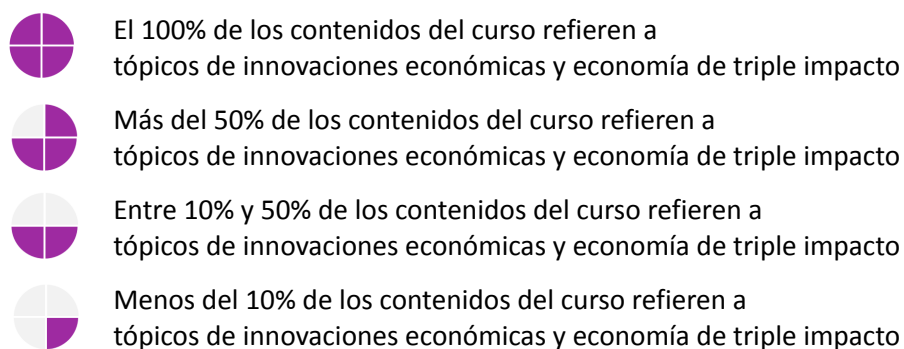 El 100% de los contenidos del curso refieren a
tópicos de innovaciones económicas y economía de triple impacto
Más del 50% de los contenidos del curso refieren a
tópicos de innovaciones económicas y economía de triple impacto
Entre 10% y 50% de los contenidos del curso refieren a
tópicos de innovaciones económicas y economía de triple impacto
Menos del 10% de los contenidos del curso refieren a
tópicos de innovaciones económicas y economía de triple impacto